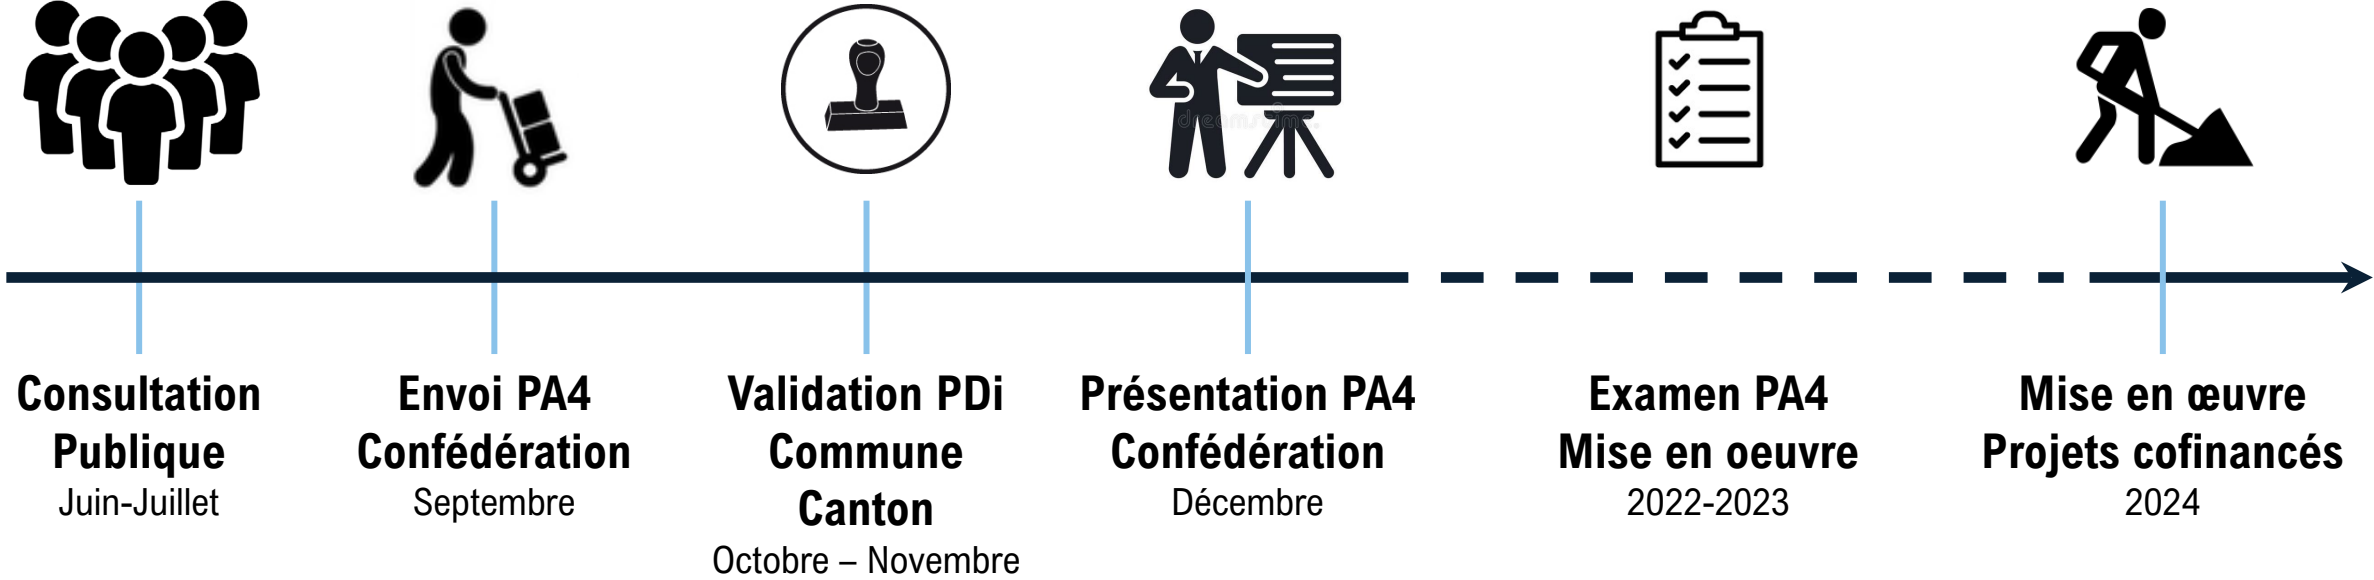 dreamstime.
Consultation
Publique
Juin-Juillet
Envoi PA4
Confédération
Septembre
Validation PDi
Commune
Canton
Octobre – Novembre
Présentation PA4
Confédération
Décembre
Examen PA4
Mise en oeuvre
2022-2023
Mise en œuvre
Projets cofinancés
2024